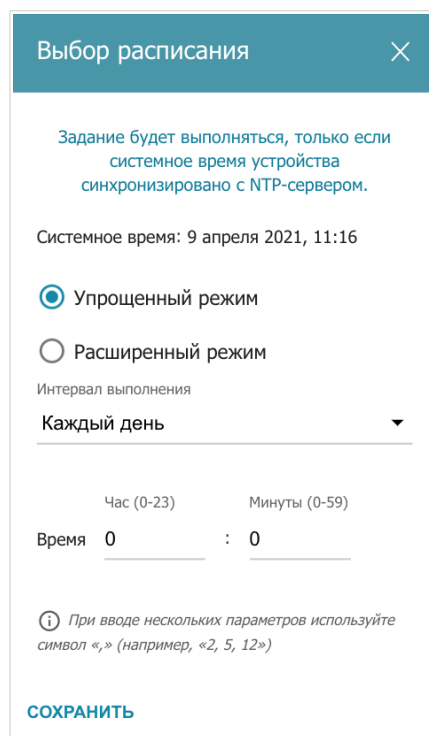 Выбор расписания
Задание будет выполняться, только если
системное время устройства
синхронизировано с NTP-сервером.
Системное время: 9 апреля 2021, 11:16
Упрощенный режим
Расширенный режим
Интервал выполнения
Каждый день
Час (0-23) Минуты (0-59)
Время 0 : 0
При вводе нескольких параметров используйте
символ «,» (например, «2, 5, 12»)
СОХРАНИТЬ